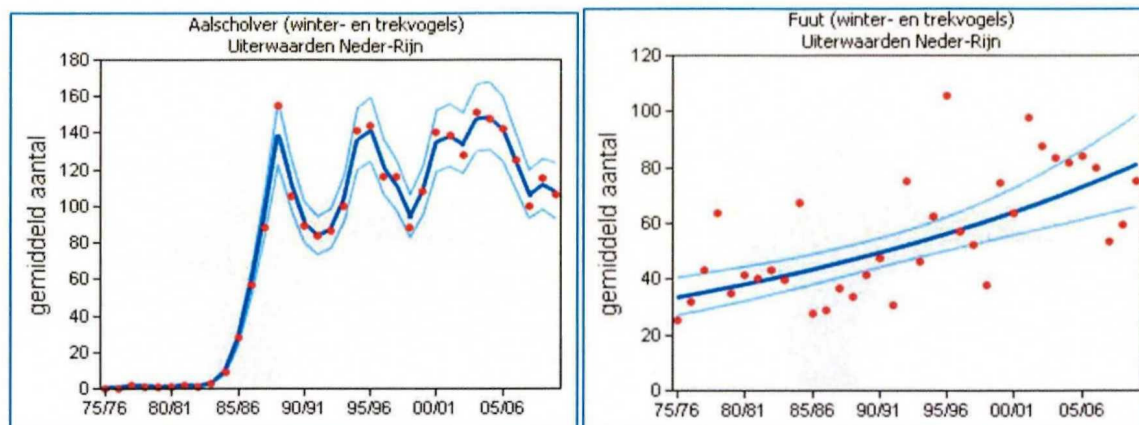 Aalscholver (winter- en trekvogels)
Uiterwaarden Neder-Rijn
gemiddeld aantal
180
160
140
120
100
80
60
40
20
0
75/76 80/81 85/86 90/91 95/96 00/01 05/06
Fuut (winter- en trekvogels)
Uiterwaarden Neder-Rijn
gemiddeld aantal
120
100
80
60
40
20
0
75/76 80/81 85/86 90/91 95/96 00/01 05/06